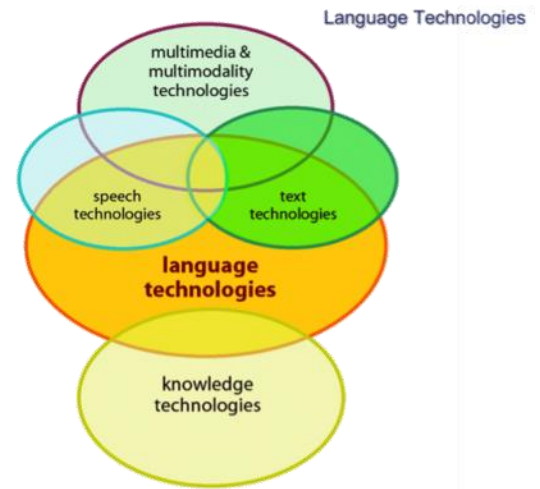 Language Technologies
multimedia &
multimodality
technologies
speech
technologies
text
technologies
language
technologies
knowledge
technologies